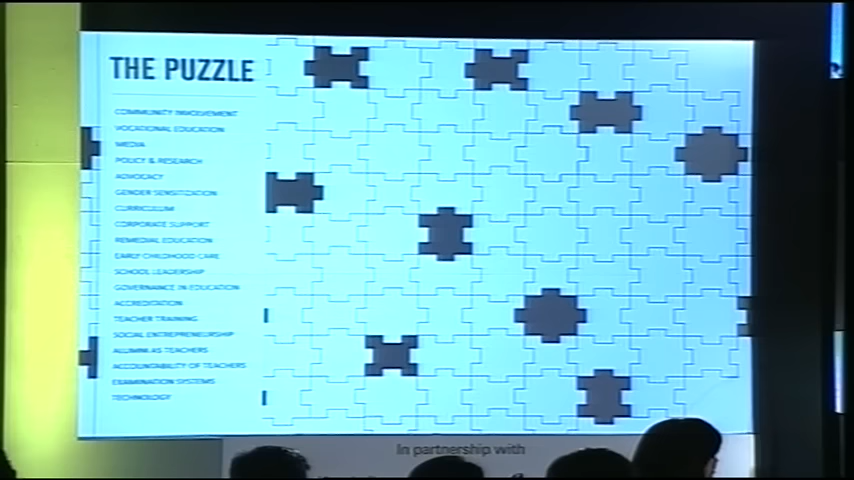 THE PUZZLE
COMMUNITY INVOLVEMENT
VOCATIONAL EDUCATION
MEDIA
POLICY & RESEARCH
ADVOCACY
GENDER SENSITIZATION
CURRICULUM
CORPORATE SUPPORT
REMEDIAL EDUCATION
EARLY CHILDHOOD CARE
SCHOOL LEADERSHIP
GOVERNANCE IN EDUCATION
ACCREDITATION
TEACHER TRAINING
SOCIAL ENTREPRENEURSHIP
ALUMNI AS TEACHERS
ACCOUNTABILITY OF TEACHERS
EXAMINATION SYSTEMS
TECHNOLOGY
In partnership with